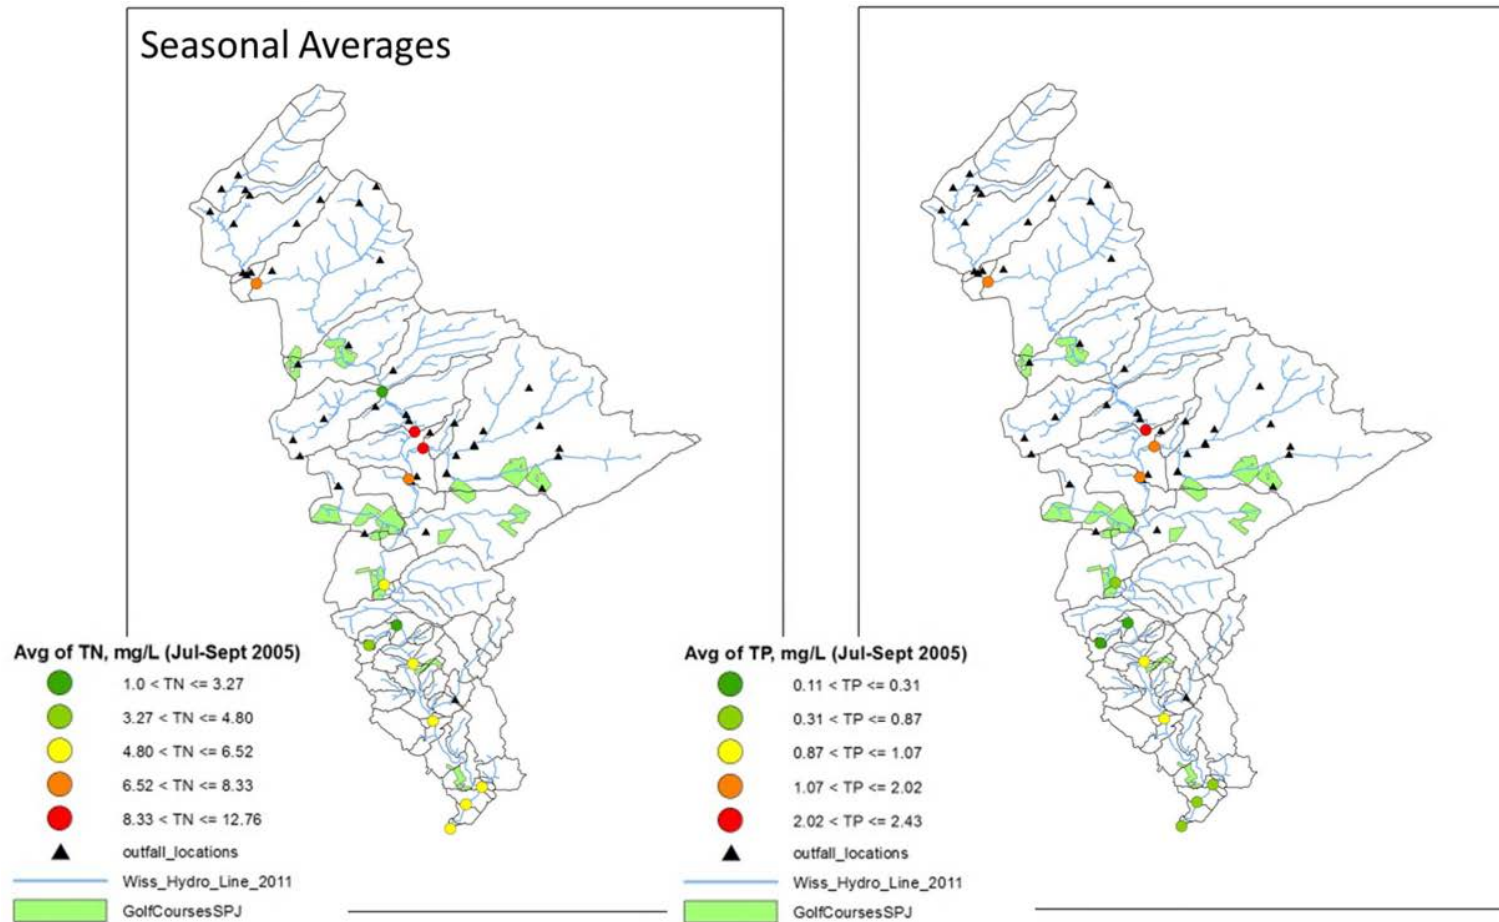 Seasonal Averages
Avg of TN, mg/L (Jul-Sept 2005)
1.0 < TN <= 3.27
3.27 < TN <= 4.80
4.80 < TN <= 6.52
6.52 < TN <= 8.33
8.33 < TN <= 12.76
outfall_locations
Wiss_Hydro_Line_2011
GolfCoursesSPJ
Avg of TP, mg/L (Jul-Sept 2005)
0.11 < TP <= 0.31
0.31 < TP <= 0.87
0.87 < TP <= 1.07
1.07 < TP <= 2.02
2.02 < TP <= 2.43
outfall_locations
Wiss_Hydro_Line_2011
GolfCoursesSPJ